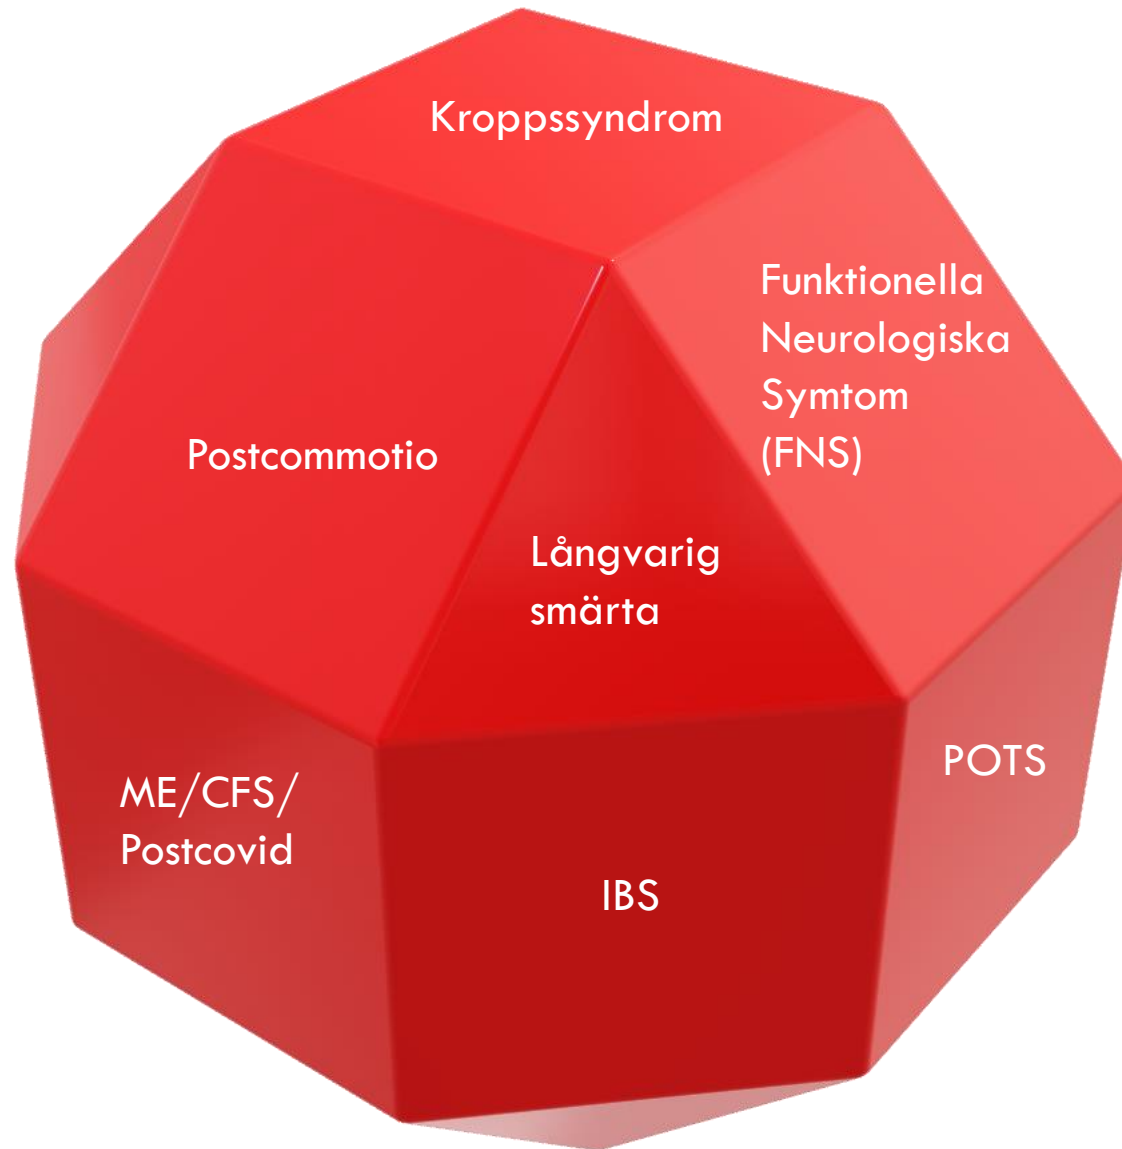 Kroppssyndrom
Funktionella
Neurologiska
Symtom
(FNS)
Postcommotio
Långvarig
smärta
ME/CFS/
Postcovid
IBS
POTS